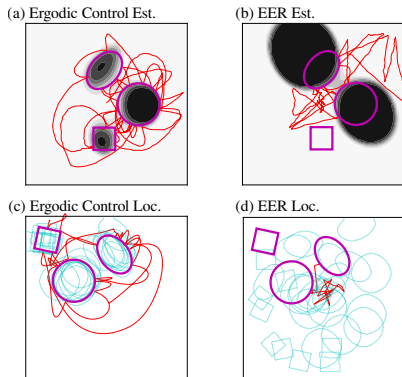 (a) Ergodic Control Est.
(b) EER Est.
(c) Ergodic Control Loc.
(d) EER Loc.